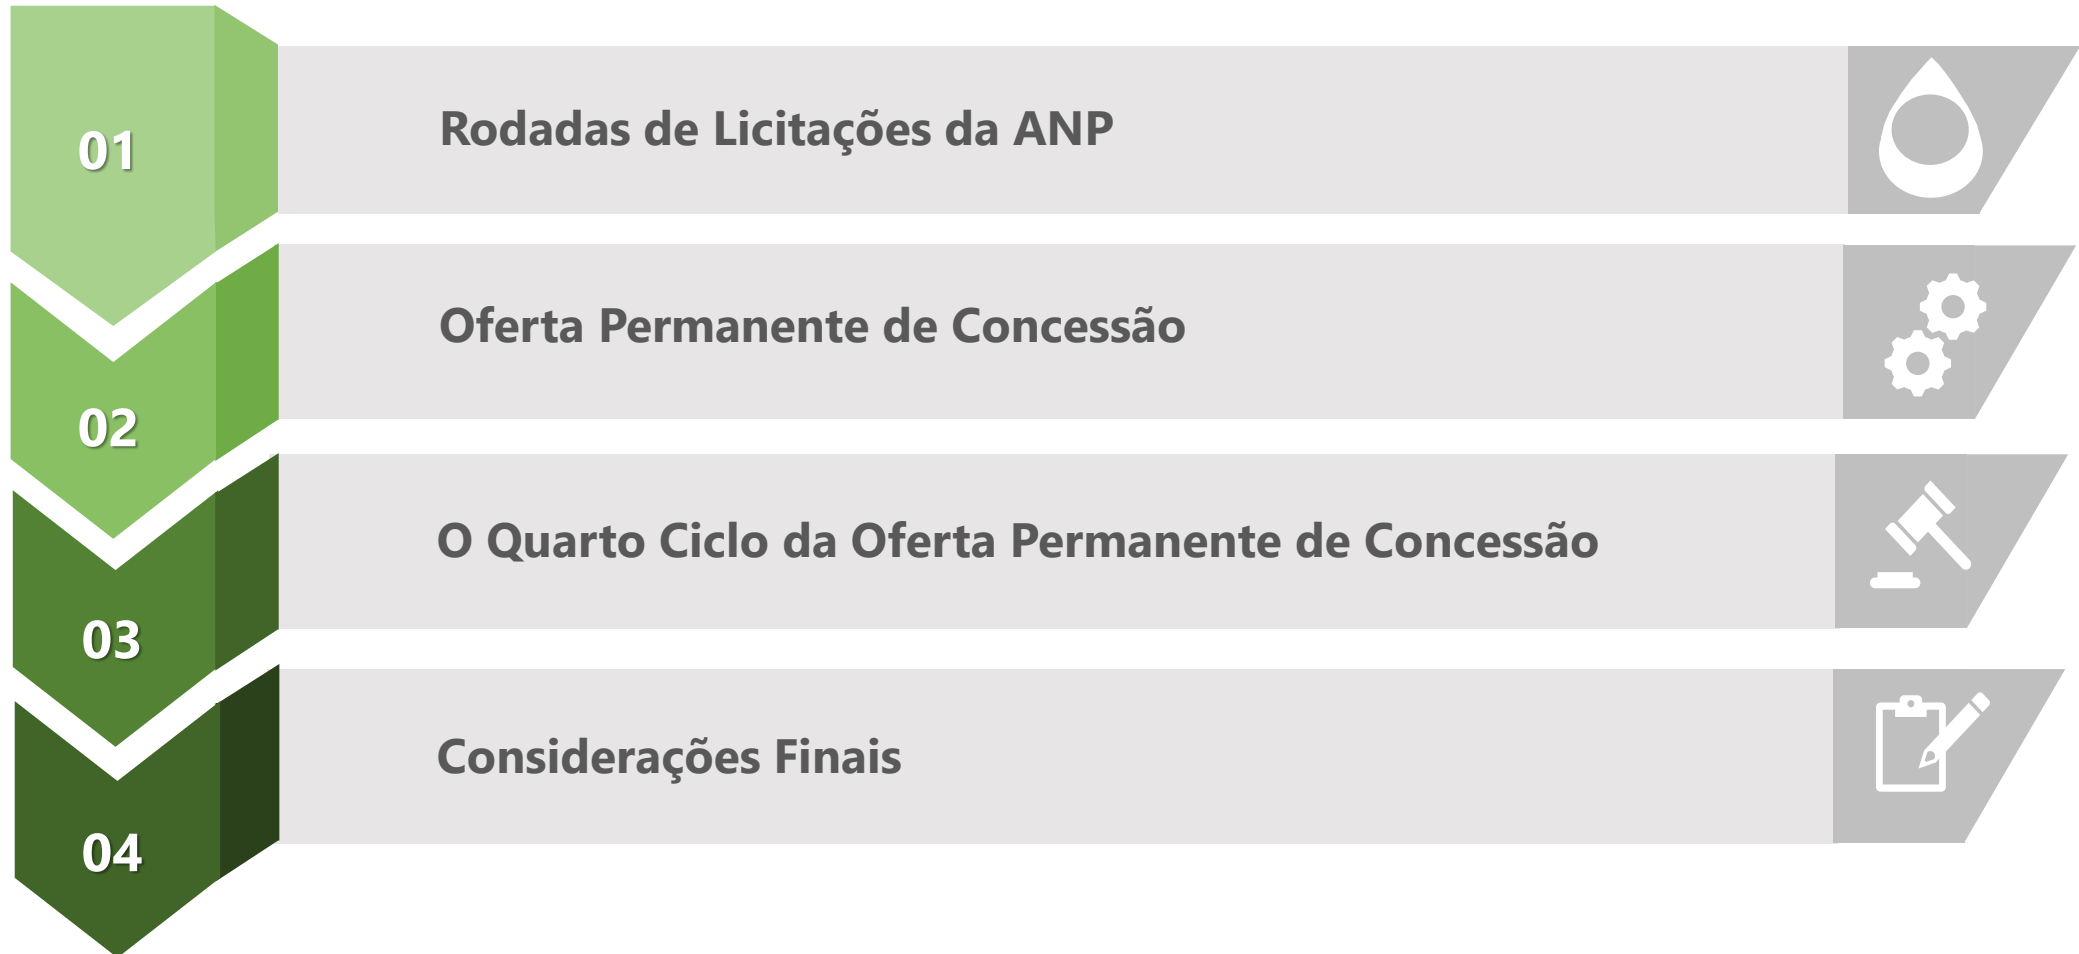 01
Rodadas de Licitações da ANP
02
Oferta Permanente de Concessão
03
O Quarto Ciclo da Oferta Permanente de Concessão
04
Considerações Finais